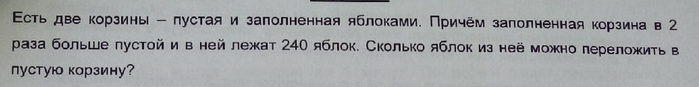 Есть две корзины – пустая и заполненная яблоками. Причём заполненная корзина в 2
раза больше пустой и в ней лежат 240 яблок. Сколько яблок из неё можно переложить в
пустую корзину?